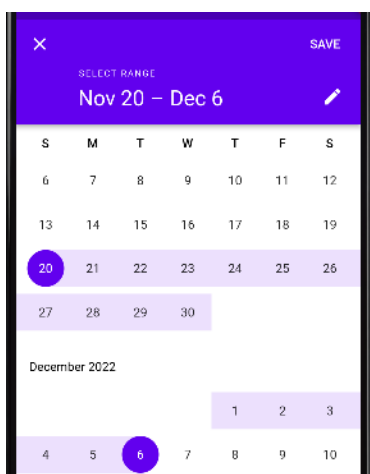 SAVE
SELECT RANGE
Nov 20 – Dec 6
S M T W T F S
6 7 8 9 10 11 12
13 14 15 16 17 18 19
20 21 22 23 24 25 26
27 28 29 30
December 2022
1 2 3
4 5 6 7 8 9 10